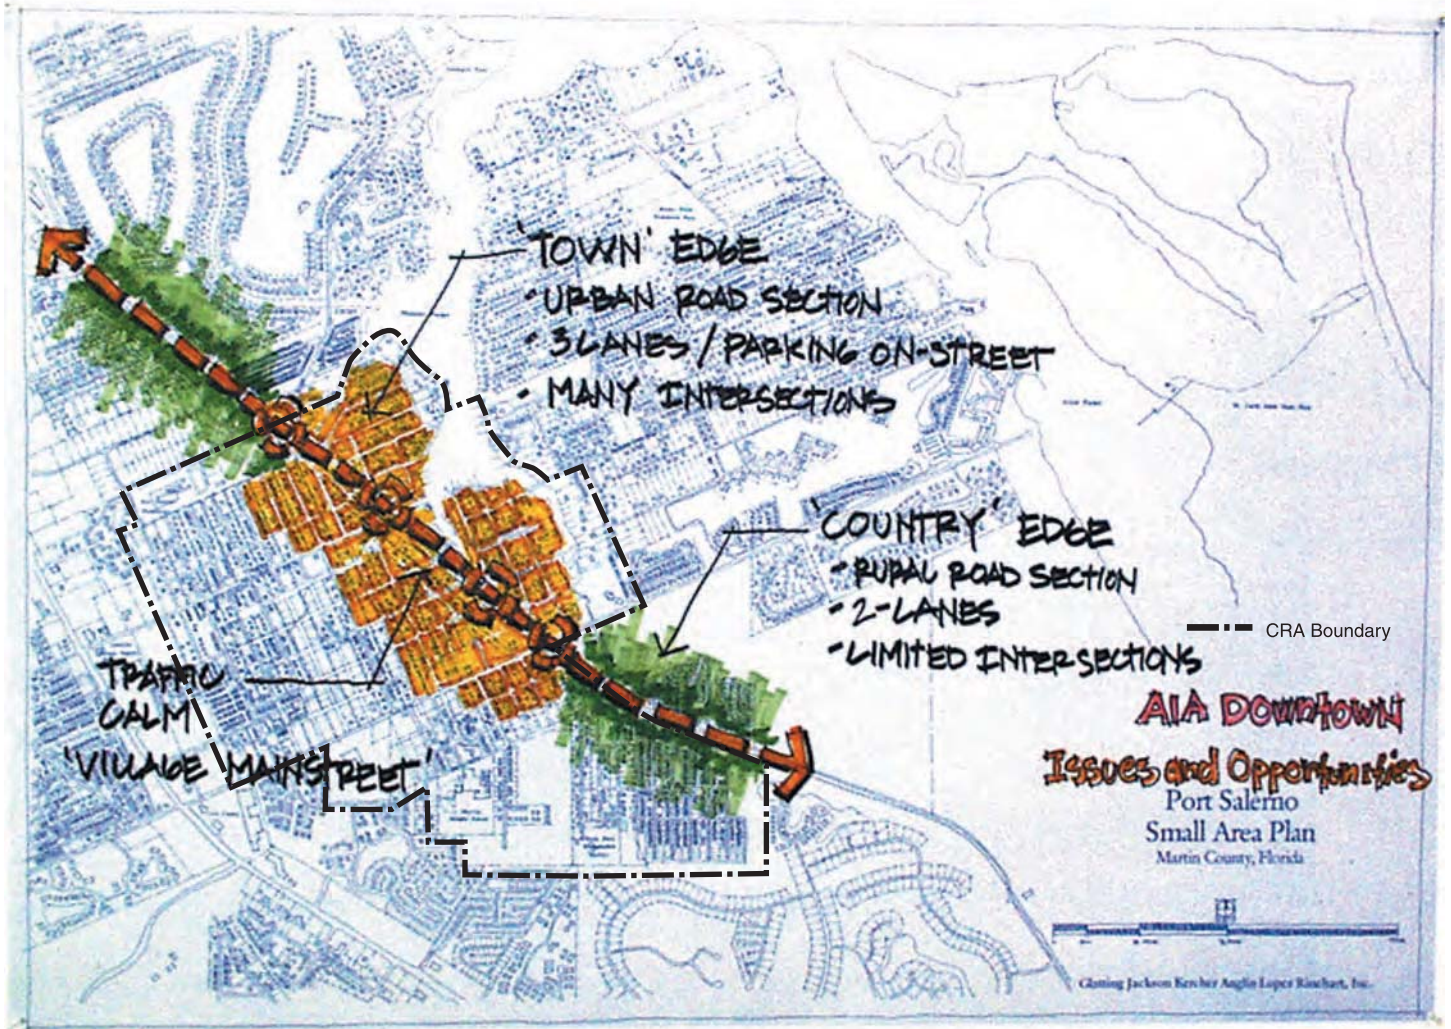 'TOWN' EDGE
• URBAN ROAD SECTION
• 3 LANES / PARKING ON-STREET
• MANY INTERSECTIONS
'COUNTRY' EDGE
• RURAL ROAD SECTION
• 2-LANES
• LIMITED INTERSECTIONS
TRAFFIC
CALM
'VILLAGE MAINSTREET'
CRA Boundary
A1A DOWNTOWN
Issues and Opportunities
Port Salerno
Small Area Plan
Martin County, Florida
Glatting Jackson Kercher Anglin Lopez Rinehart, Inc.